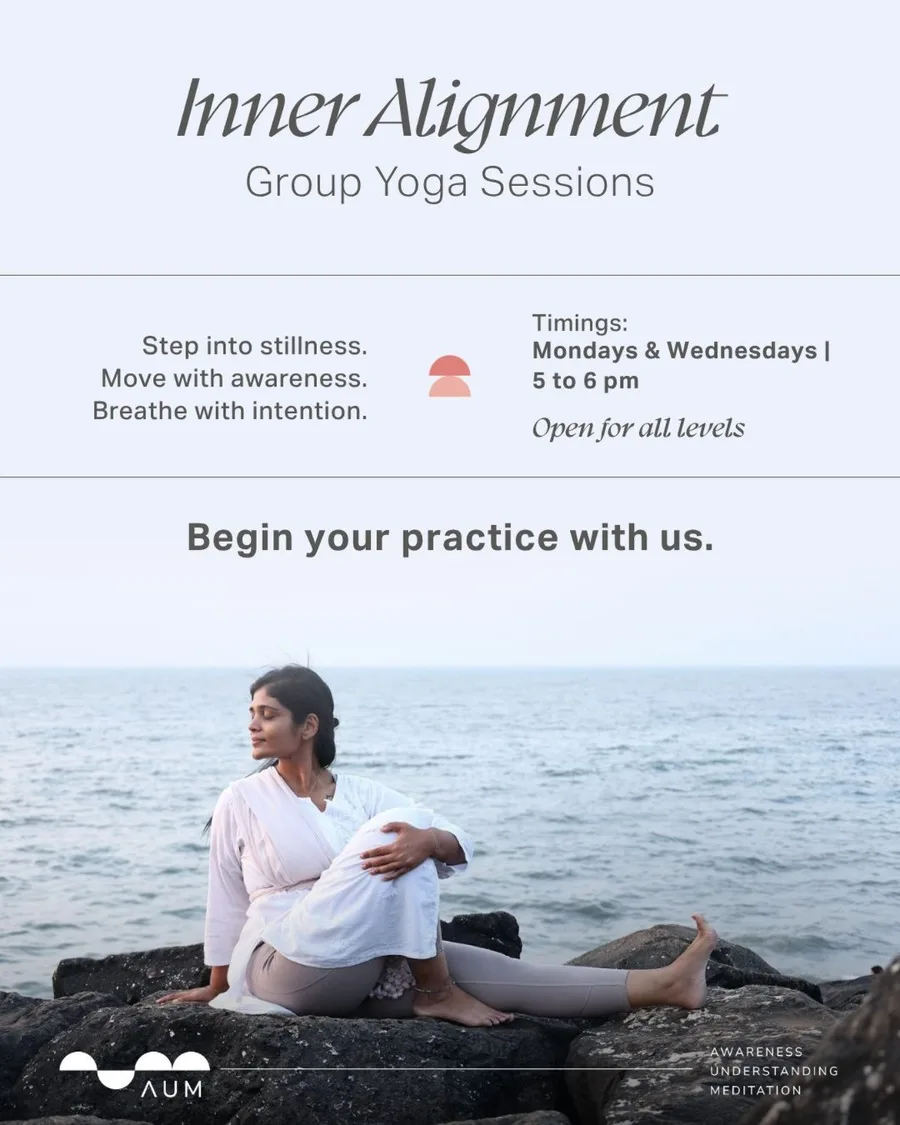 Inner Alignment
Group Yoga Sessions
Step into stillness.
Move with awareness.
Breathe with intention.
Timings:
Mondays & Wednesdays |
5 to 6 pm
Open for all levels
Begin your practice with us.
AUM
AWARENESS
UNDERSTANDING
MEDITATION